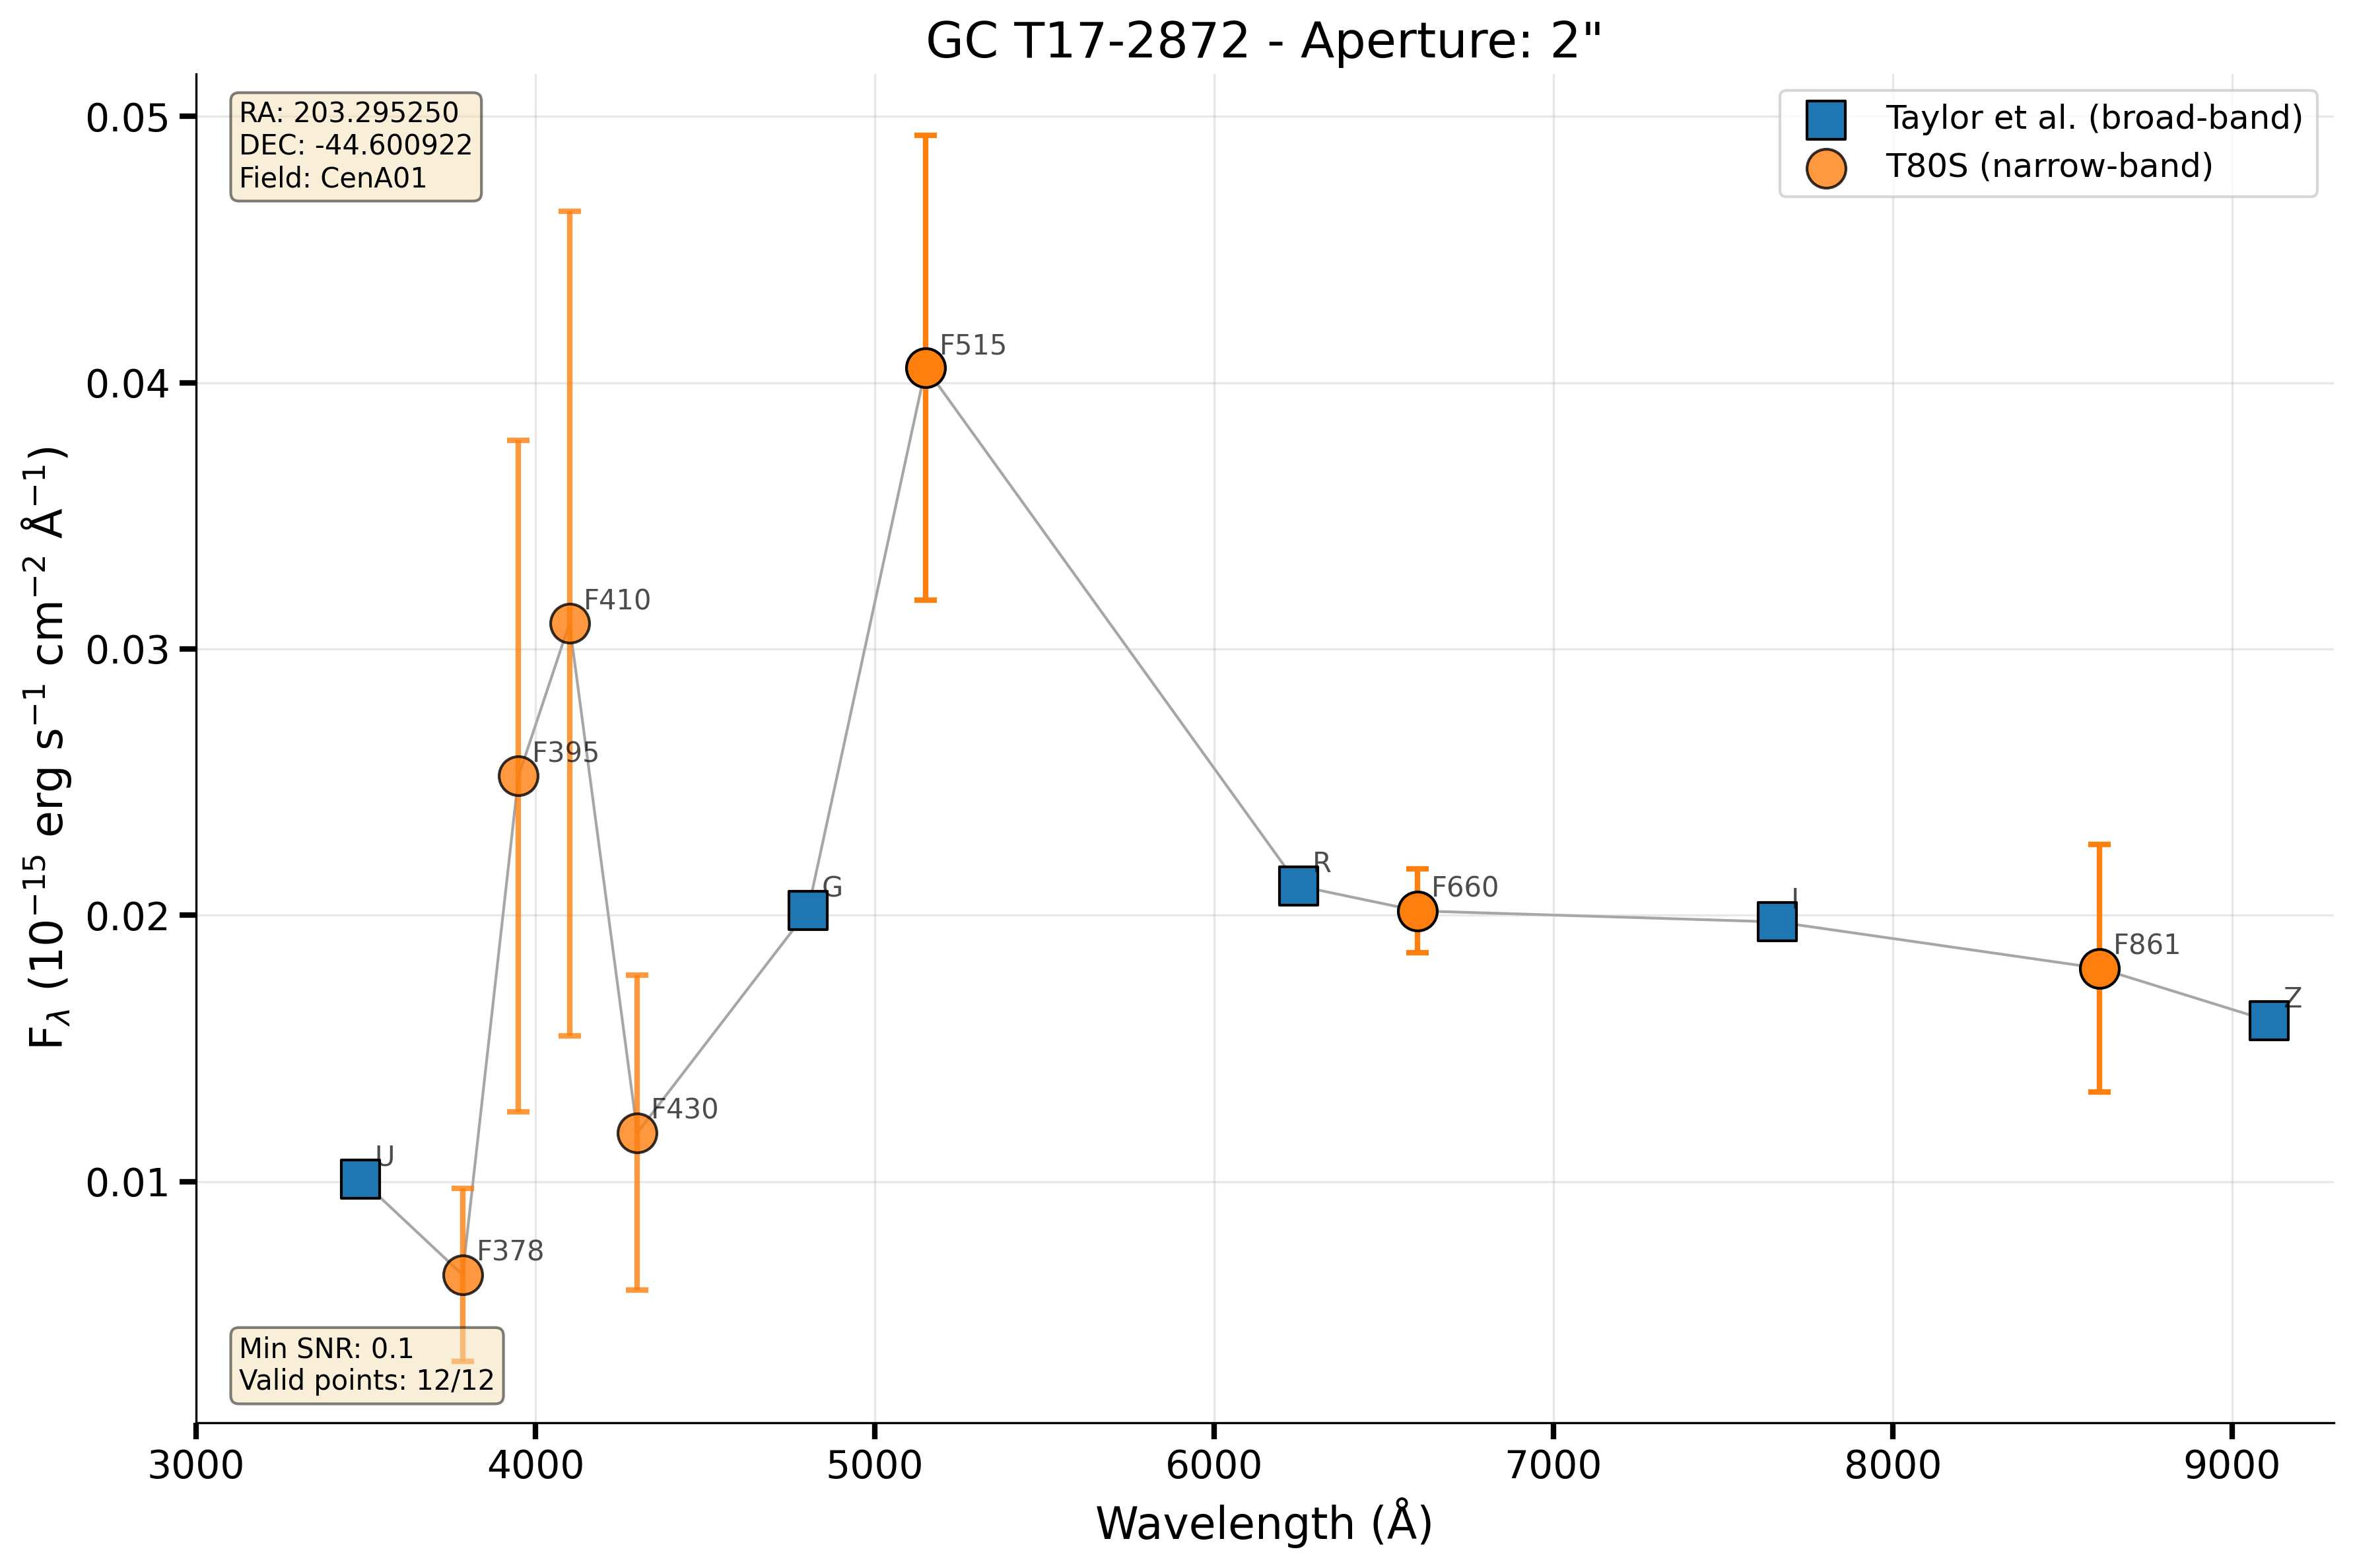 GC T17-2872 - Aperture: 2"
RA: 203.295250
DEC: -44.600922
Field: CenA01
Taylor et al. (broad-band)
T80S (narrow-band)
0.05
0.04
0.03
0.02
0.01
F_λ (10⁻¹⁵ erg s⁻¹ cm⁻² Å⁻¹)
U
F378
F395
F410
F430
G
F515
R
F660
I
F861
Z
Min SNR: 0.1
Valid points: 12/12
3000 4000 5000 6000 7000 8000 9000
Wavelength (Å)